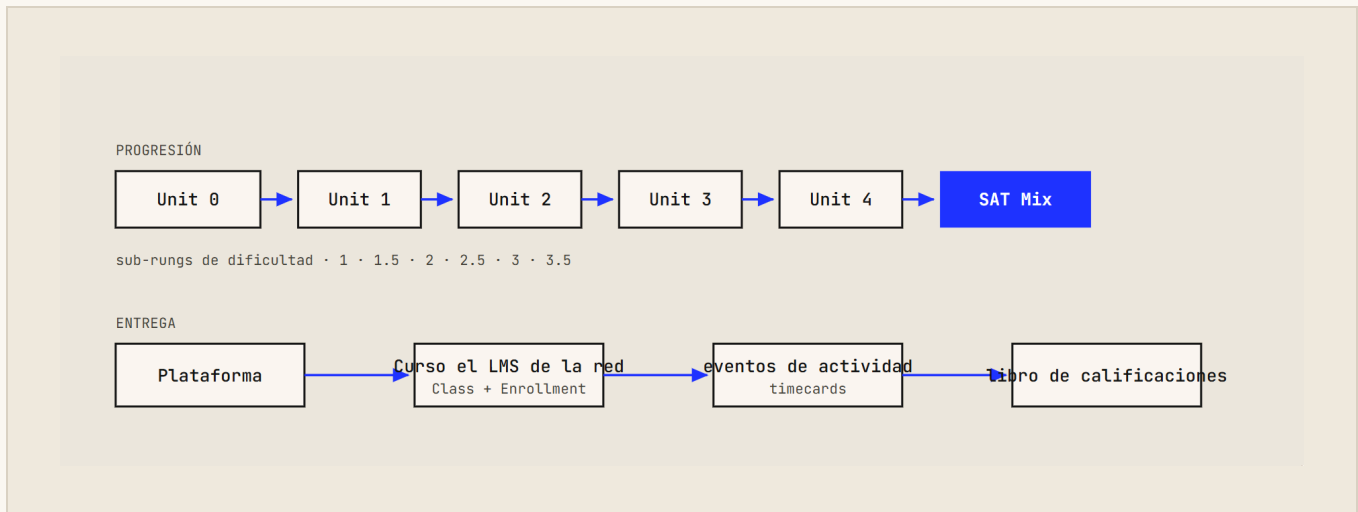 PROGRESIÓN
Unit 0
Unit 1
Unit 2
Unit 3
Unit 4
SAT Mix
sub-rungs de dificultad · 1 · 1.5 · 2 · 2.5 · 3 · 3.5
ENTREGA
Plataforma
Curso el LMS de la red
Class + Enrollment
eventos de actividad
timecards
libro de calificaciones